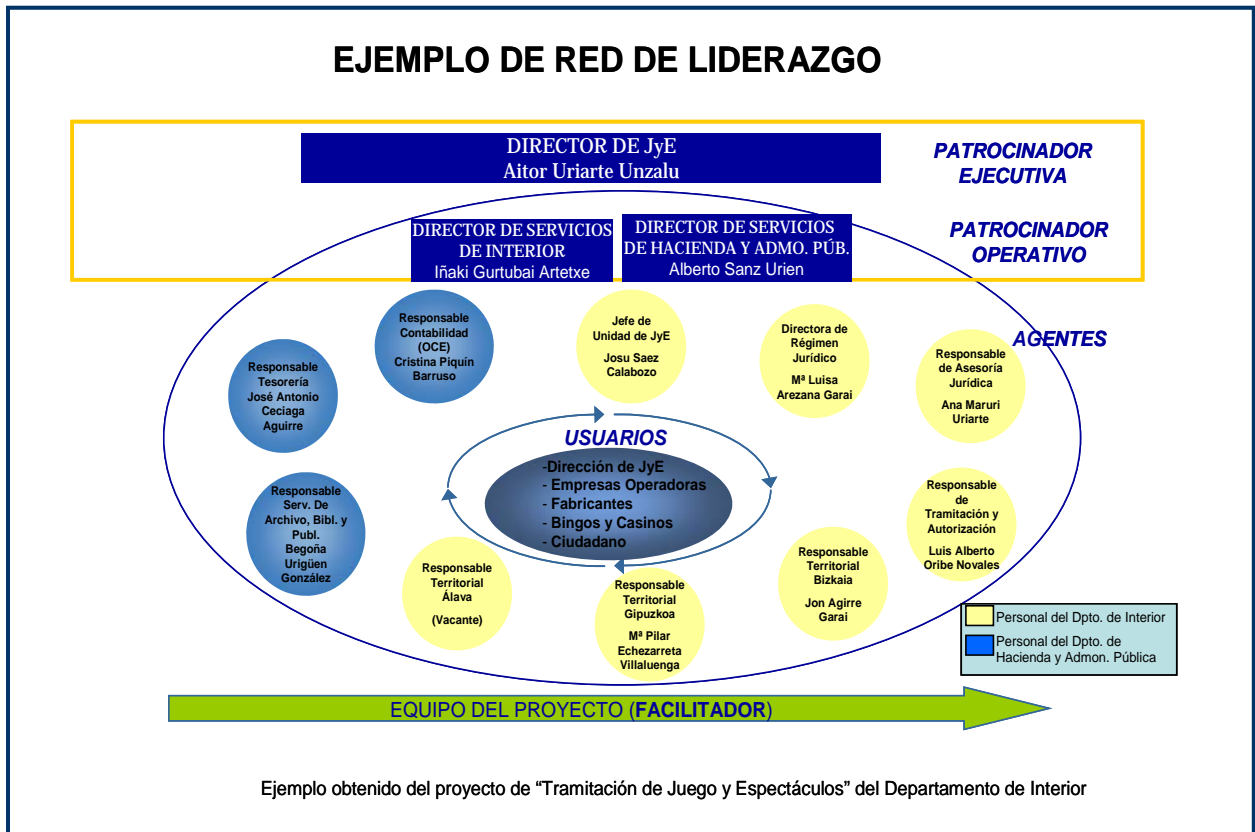 EJEMPLO DE RED DE LIDERAZGO
DIRECTOR DE JyE
Aitor Uriarte Unzalu
PATROCINADOR
EJECUTIVA
DIRECTOR DE SERVICIOS
DE INTERIOR
Iñaki Gurtubai Artetxe
DIRECTOR DE SERVICIOS
DE HACIENDA Y ADMO. PÚB.
Alberto Sanz Urien
PATROCINADOR
OPERATIVO
AGENTES
Responsable
Tesorería
José Antonio
Ceciaga
Aguirre
Responsable
Contabilidad
(OCE)
Cristina Piquín
Barruso
Jefe de
Unidad de JyE
Josu Saez
Calabozo
Directora de
Régimen
Jurídico
Mª Luisa
Arezana Garai
Responsable
de Asesoría
Jurídica
Ana Maruri
Uriarte
USUARIOS
-Dirección de JyE
- Empresas Operadoras
- Fabricantes
- Bingos y Casinos
- Ciudadano
Responsable
Serv. De
Archivo, Bibl. y
Publ.
Begoña
Urigüen
González
Responsable
Territorial
Álava
(Vacante)
Responsable
Territorial
Gipuzkoa
Mª Pilar
Echezarreta
Villaluenga
Responsable
Territorial
Bizkaia
Jon Agirre
Garai
Responsable
de
Tramitación y
Autorización
Luis Alberto
Oribe Novales
Personal del Dpto. de Interior
Personal del Dpto. de
Hacienda y Admon. Pública
EQUIPO DEL PROYECTO (FACILITADOR)
Ejemplo obtenido del proyecto de “Tramitación de Juego y Espectáculos” del Departamento de Interior